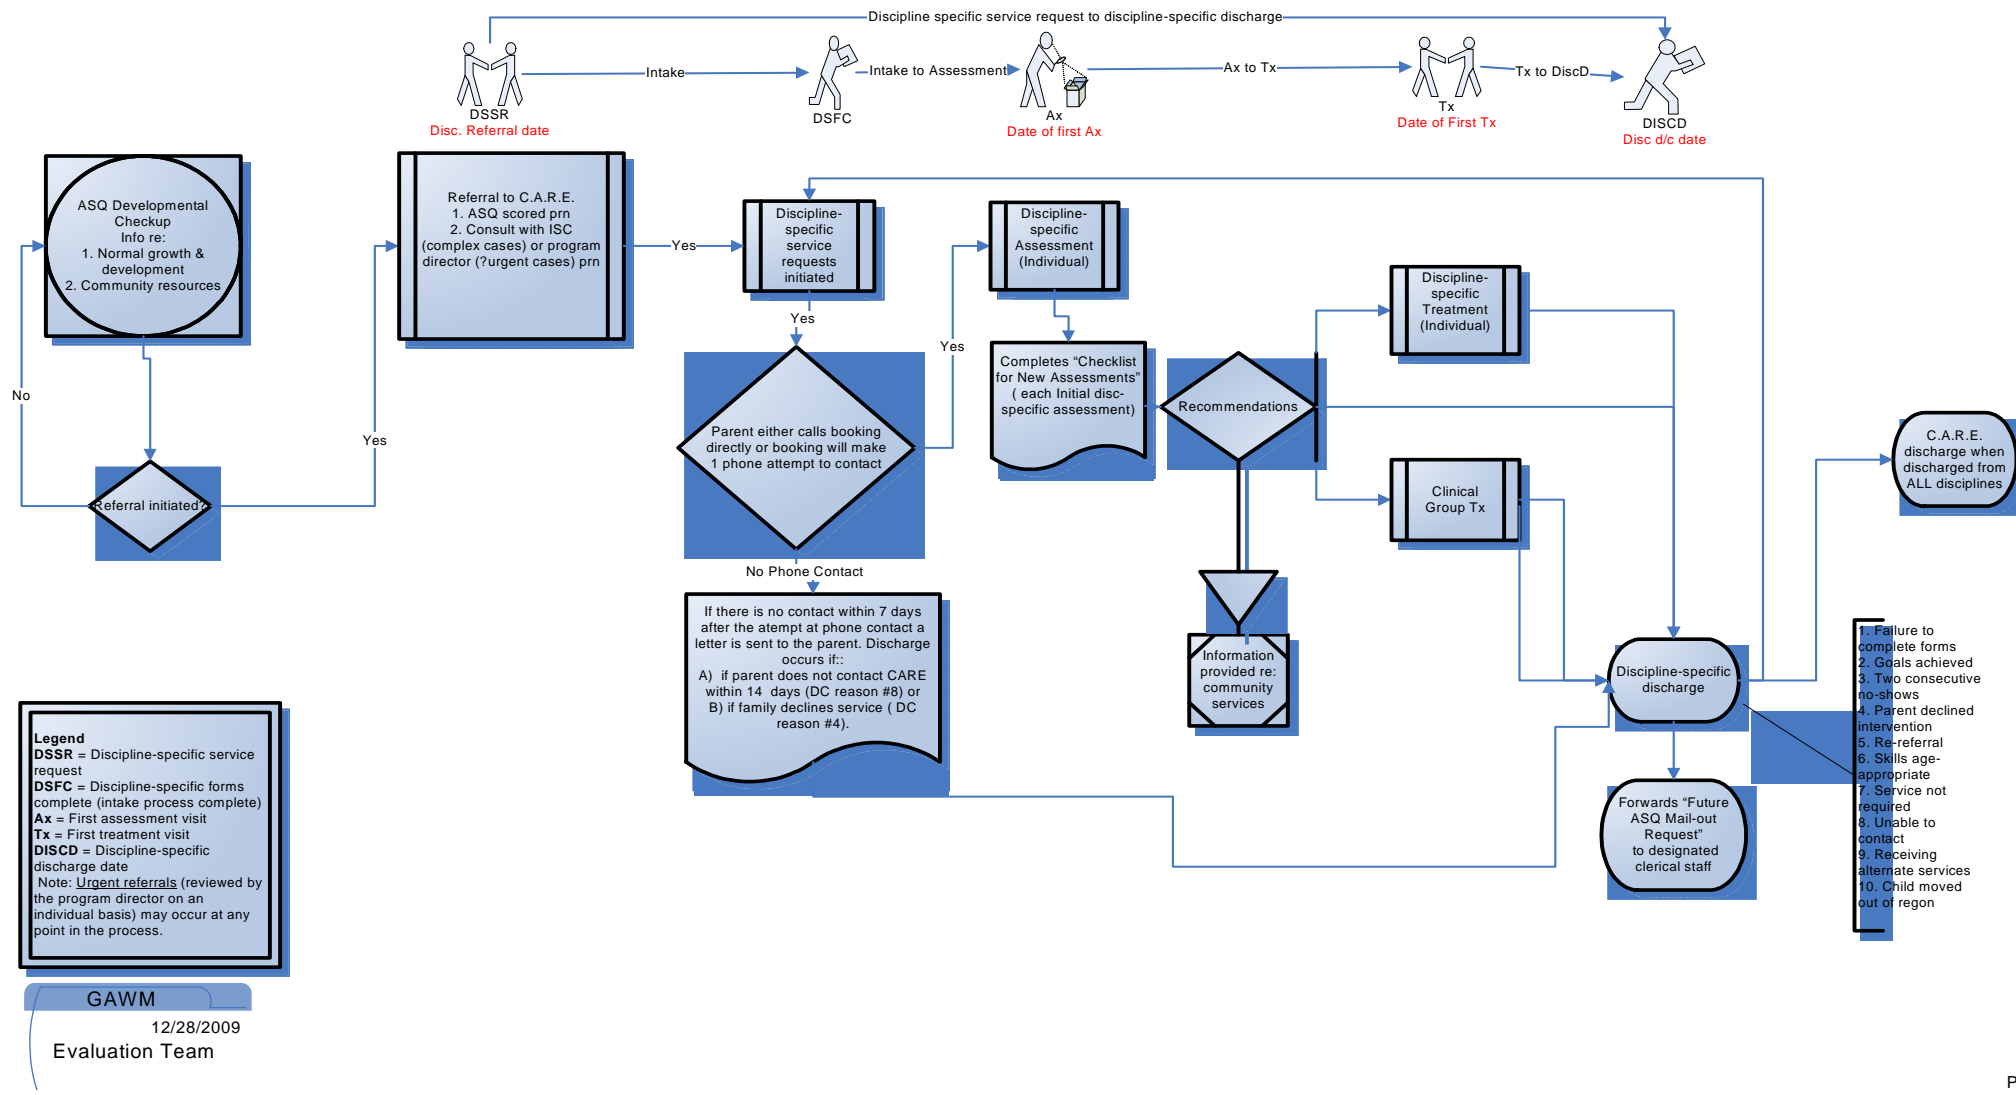 Discipline specific service request to discipline-specific discharge
Intake
Intake to Assessment
Ax to Tx
Tx to DiscD
DSSR
Disc. Referral date
DSFC
Ax
Date of first Ax
Tx
Date of First Tx
DISCD
Disc d/c date
ASQ Developmental
Checkup
Info re:
1. Normal growth &
development
2. Community resources
No
Referral initiated?
Yes
Referral to C.A.R.E.
1. ASQ scored prn
2. Consult with ISC
(complex cases) or program
director (?urgent cases) prn
Yes
Discipline-
specific
service
requests
initiated
Yes
Parent either calls booking
directly or booking will make
1 phone attempt to contact
Yes
No Phone Contact
If there is no contact within 7 days
after the atempt at phone contact a
letter is sent to the parent. Discharge
occurs if::
A)  if parent does not contact CARE
within 14  days (DC reason #8) or
B) if family declines service ( DC
reason #4).
Discipline-
specific
Assessment
(Individual)
Completes “Checklist
for New Assessments”
( each Initial disc-
specific assessment)
Recommendations
Information
provided re:
community
services
Discipline-
specific
Treatment
(Individual)
Clinical
Group Tx
Discipline-specific
discharge
Forwards “Future
ASQ Mail-out
Request”
to designated
clerical staff
C.A.R.E.
discharge when
discharged from
ALL disciplines
1. Failure to
complete forms
2. Goals achieved
3. Two consecutive
no-shows
4. Parent declined
intervention
5. Re-referral
6. Skills age-
appropriate
7. Service not
required
8. Unable to
contact
9. Receiving
alternate services
10. Child moved
out of regon
Legend
DSSR = Discipline-specific service
request
DSFC = Discipline-specific forms
complete (intake process complete)
Ax = First assessment visit
Tx = First treatment visit
DISCD = Discipline-specific
discharge date
Note: Urgent referrals (reviewed by
the program director on an
individual basis) may occur at any
point in the process.
GAWM
12/28/2009
Evaluation Team
P